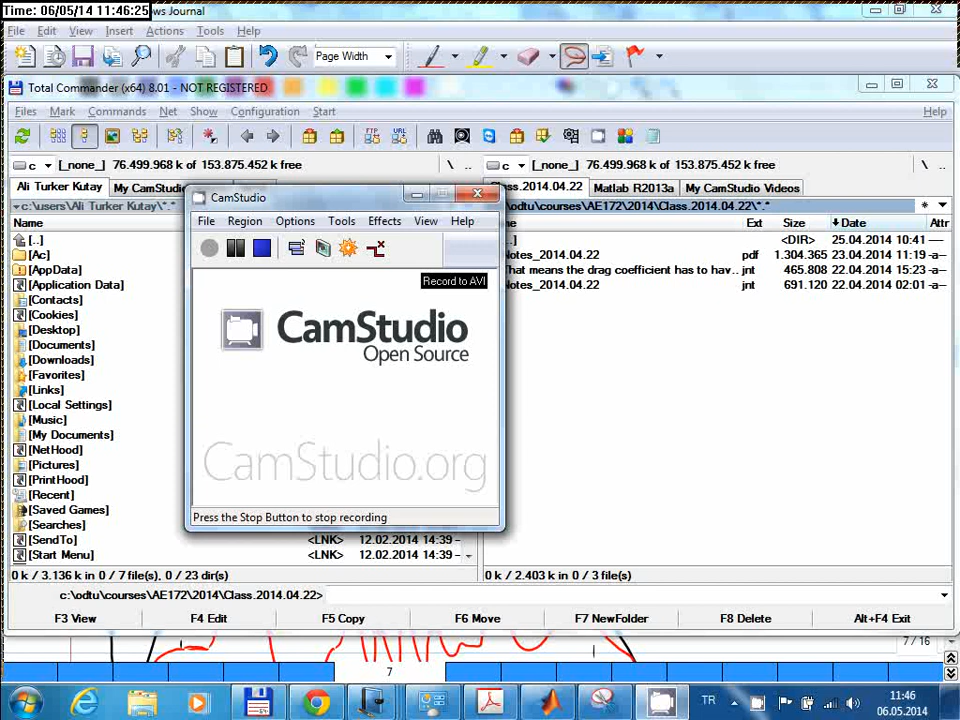 Time: 06/05/14 11:46:25
ws Journal
File Edit View Insert Actions Tools Help
Page Width
Total Commander (x64) 8.01 - NOT REGISTERED
Files Mark Commands Net Show Configuration Start Help
FTP URL
c [_none_] 76.499.968 k of 153.875.452 k free \ ..
c [_none_] 76.499.968 k of 153.875.452 k free \ ..
Ali Turker Kutay My CamStudio
Class.2014.04.22 Matlab R2013a My CamStudio Videos
c:\users\Ali Turker Kutay\*.*
\odtu\courses\AE172\2014\Class.2014.04.22\*.* * ▼
Name
Ext Size Date Attr
[..]
[Ac]
[AppData]
[Application Data]
[Contacts]
[Cookies]
[Desktop]
[Documents]
[Downloads]
[Favorites]
[Links]
[Local Settings]
[Music]
[My Documents]
[NetHood]
[Pictures]
[PrintHood]
[Recent]
[Saved Games]
[Searches]
[SendTo] <LNK> 12.02.2014 14:39 -
[Start Menu] <LNK> 12.02.2014 14:39 -
<DIR> 25.04.2014 10:41 ----
Notes_2014.04.22 pdf 1.304.365 23.04.2014 11:19 -a--
That means the drag coefficient has to hav.. jnt 465.808 22.04.2014 15:23 -a--
Notes_2014.04.22 jnt 691.120 22.04.2014 02:01 -a--
CamStudio
File Region Options Tools Effects View Help
Record to AVI
CamStudio
Open Source
CamStudio.org
Press the Stop Button to stop recording
0 k / 3.136 k in 0 / 7 file(s), 0 / 23 dir(s)
0 k / 2.403 k in 0 / 3 file(s)
c:\odtu\courses\AE172\2014\Class.2014.04.22>
F3 View F4 Edit F5 Copy F6 Move F7 NewFolder F8 Delete Alt+F4 Exit
7 / 16
7
TR
11:46
06.05.2014